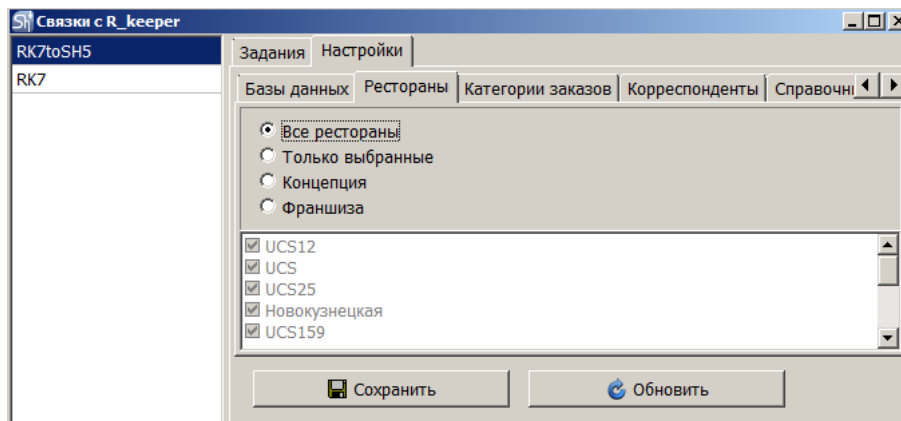 Sh Связки с R_keeper
RK7toSH5
RK7
Задания Настройки
Базы данных Рестораны Категории заказов Корреспонденты
Все рестораны
Только выбранные
Концепция
Франшиза
UCS12
UCS
UCS25
Новокузнецкая
UCS159
Сохранить Обновить